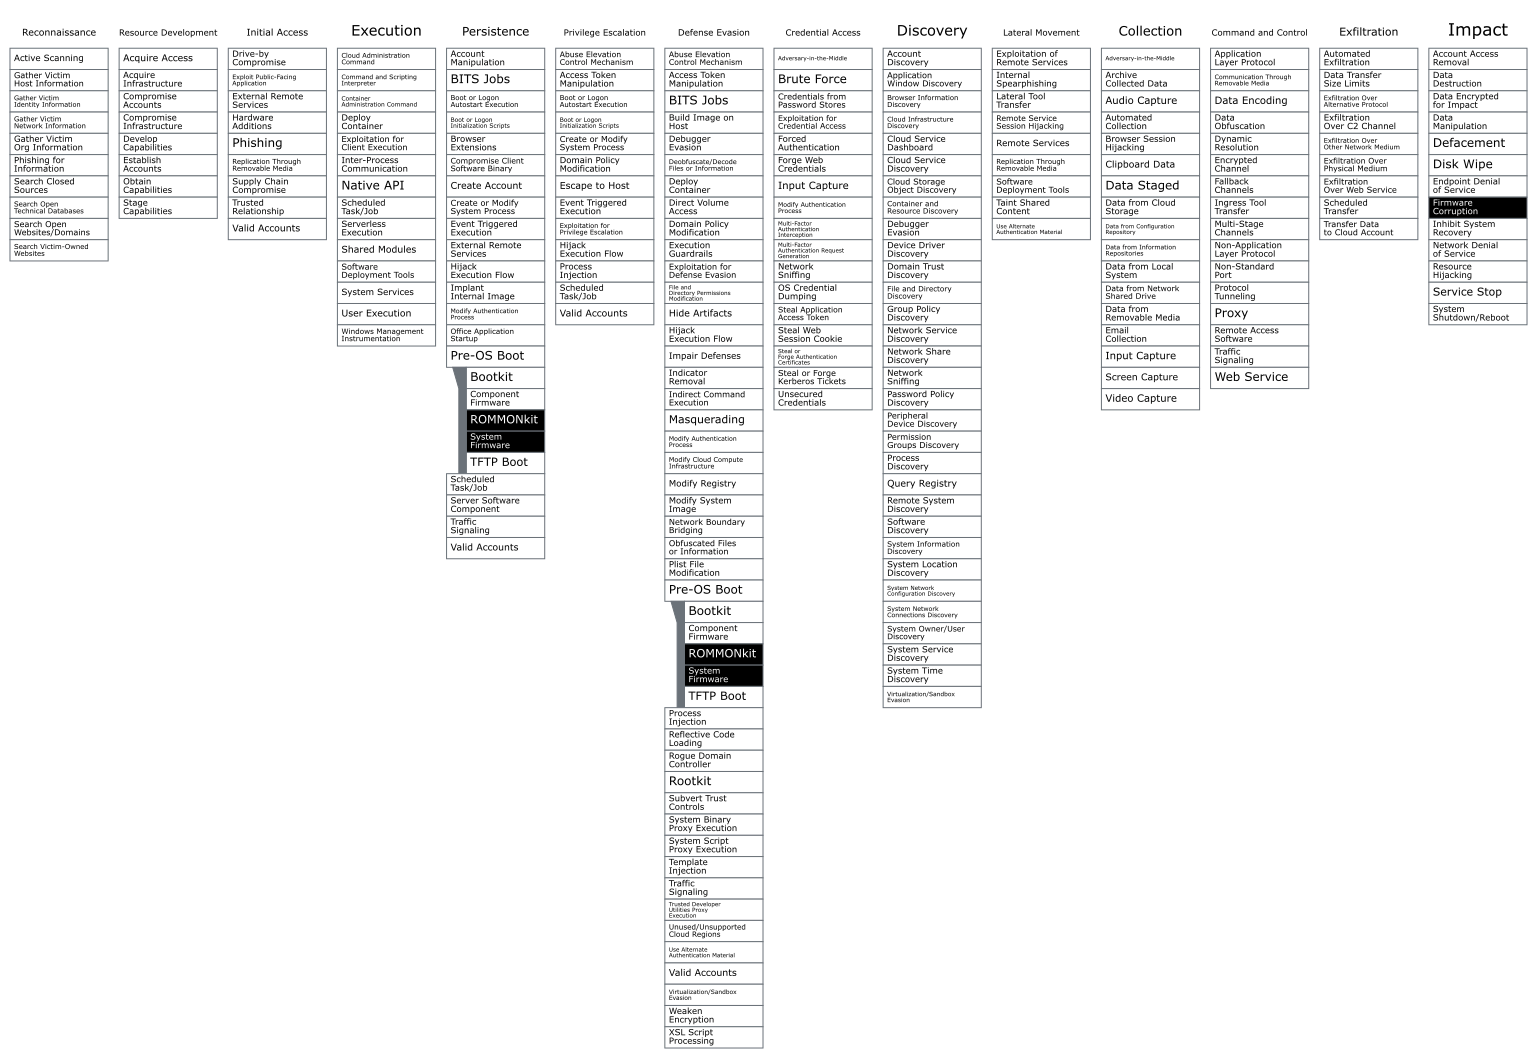 Reconnaissance
Active Scanning
Gather Victim
Host Information
Gather Victim
Identity Information
Gather Victim
Network Information
Gather Victim
Org Information
Phishing for
Information
Search Closed
Sources
Search Open
Technical Databases
Search Open
Websites/Domains
Search Victim-Owned
Websites
Resource Development
Acquire Access
Acquire
Infrastructure
Compromise
Accounts
Compromise
Infrastructure
Develop
Capabilities
Establish
Accounts
Obtain
Capabilities
Stage
Capabilities
Initial Access
Drive-by
Compromise
Exploit Public-Facing
Application
External Remote
Services
Hardware
Additions
Phishing
Replication Through
Removable Media
Supply Chain
Compromise
Trusted
Relationship
Valid Accounts
Execution
Cloud Administration
Command
Command and Scripting
Interpreter
Container
Administration Command
Deploy
Container
Exploitation for
Client Execution
Inter-Process
Communication
Native API
Scheduled
Task/Job
Serverless
Execution
Shared Modules
Software
Deployment Tools
System Services
User Execution
Windows Management
Instrumentation
Persistence
Account
Manipulation
BITS Jobs
Boot or Logon
Autostart Execution
Boot or Logon
Initialization Scripts
Browser
Extensions
Compromise Client
Software Binary
Create Account
Create or Modify
System Process
Event Triggered
Execution
External Remote
Services
Hijack
Execution Flow
Implant
Internal Image
Modify Authentication
Process
Office Application
Startup
Pre-OS Boot
Bootkit
Component
Firmware
ROMMONkit
System
Firmware
TFTP Boot
Scheduled
Task/Job
Server Software
Component
Traffic
Signaling
Valid Accounts
Privilege Escalation
Abuse Elevation
Control Mechanism
Access Token
Manipulation
Boot or Logon
Autostart Execution
Boot or Logon
Initialization Scripts
Create or Modify
System Process
Domain Policy
Modification
Escape to Host
Event Triggered
Execution
Exploitation for
Privilege Escalation
Hijack
Execution Flow
Process
Injection
Scheduled
Task/Job
Valid Accounts
Defense Evasion
Abuse Elevation
Control Mechanism
Access Token
Manipulation
BITS Jobs
Build Image on
Host
Debugger
Evasion
Deobfuscate/Decode
Files or Information
Deploy
Container
Direct Volume
Access
Domain Policy
Modification
Execution
Guardrails
Exploitation for
Defense Evasion
File and
Directory Permissions
Modification
Hide Artifacts
Hijack
Execution Flow
Impair Defenses
Indicator
Removal
Indirect Command
Execution
Masquerading
Modify Authentication
Process
Modify Cloud Compute
Infrastructure
Modify Registry
Modify System
Image
Network Boundary
Bridging
Obfuscated Files
or Information
Plist File
Modification
Pre-OS Boot
Bootkit
Component
Firmware
ROMMONkit
System
Firmware
TFTP Boot
Process
Injection
Reflective Code
Loading
Rogue Domain
Controller
Rootkit
Subvert Trust
Controls
System Binary
Proxy Execution
System Script
Proxy Execution
Template
Injection
Traffic
Signaling
Trusted Developer
Utilities Proxy
Execution
Unused/Unsupported
Cloud Regions
Use Alternate
Authentication Material
Valid Accounts
Virtualization/Sandbox
Evasion
Weaken
Encryption
XSL Script
Processing
Credential Access
Adversary-in-the-Middle
Brute Force
Credentials from
Password Stores
Exploitation for
Credential Access
Forced
Authentication
Forge Web
Credentials
Input Capture
Modify Authentication
Process
Multi-Factor
Authentication
Interception
Multi-Factor
Authentication Request
Generation
Network
Sniffing
OS Credential
Dumping
Steal Application
Access Token
Steal Web
Session Cookie
Steal or
Forge Authentication
Certificates
Steal or Forge
Kerberos Tickets
Unsecured
Credentials
Discovery
Account
Discovery
Application
Window Discovery
Browser Information
Discovery
Cloud Infrastructure
Discovery
Cloud Service
Dashboard
Cloud Service
Discovery
Cloud Storage
Object Discovery
Container and
Resource Discovery
Debugger
Evasion
Device Driver
Discovery
Domain Trust
Discovery
File and Directory
Discovery
Group Policy
Discovery
Network Service
Discovery
Network Share
Discovery
Network
Sniffing
Password Policy
Discovery
Peripheral
Device Discovery
Permission
Groups Discovery
Process
Discovery
Query Registry
Remote System
Discovery
Software
Discovery
System Information
Discovery
System Location
Discovery
System Network
Configuration Discovery
System Network
Connections Discovery
System Owner/User
Discovery
System Service
Discovery
System Time
Discovery
Virtualization/Sandbox
Evasion
Lateral Movement
Exploitation of
Remote Services
Internal
Spearphishing
Lateral Tool
Transfer
Remote Service
Session Hijacking
Remote Services
Replication Through
Removable Media
Software
Deployment Tools
Taint Shared
Content
Use Alternate
Authentication Material
Collection
Adversary-in-the-Middle
Archive
Collected Data
Audio Capture
Automated
Collection
Browser Session
Hijacking
Clipboard Data
Data Staged
Data from Cloud
Storage
Data from Configuration
Repository
Data from Information
Repositories
Data from Local
System
Data from Network
Shared Drive
Data from
Removable Media
Email
Collection
Input Capture
Screen Capture
Video Capture
Command and Control
Application
Layer Protocol
Communication Through
Removable Media
Data Encoding
Data
Obfuscation
Dynamic
Resolution
Encrypted
Channel
Fallback
Channels
Ingress Tool
Transfer
Multi-Stage
Channels
Non-Application
Layer Protocol
Non-Standard
Port
Protocol
Tunneling
Proxy
Remote Access
Software
Traffic
Signaling
Web Service
Exfiltration
Automated
Exfiltration
Data Transfer
Size Limits
Exfiltration Over
Alternative Protocol
Exfiltration
Over C2 Channel
Exfiltration Over
Other Network Medium
Exfiltration Over
Physical Medium
Exfiltration
Over Web Service
Scheduled
Transfer
Transfer Data
to Cloud Account
Impact
Account Access
Removal
Data
Destruction
Data Encrypted
for Impact
Data
Manipulation
Defacement
Disk Wipe
Endpoint Denial
of Service
Firmware
Corruption
Inhibit System
Recovery
Network Denial
of Service
Resource
Hijacking
Service Stop
System
Shutdown/Reboot